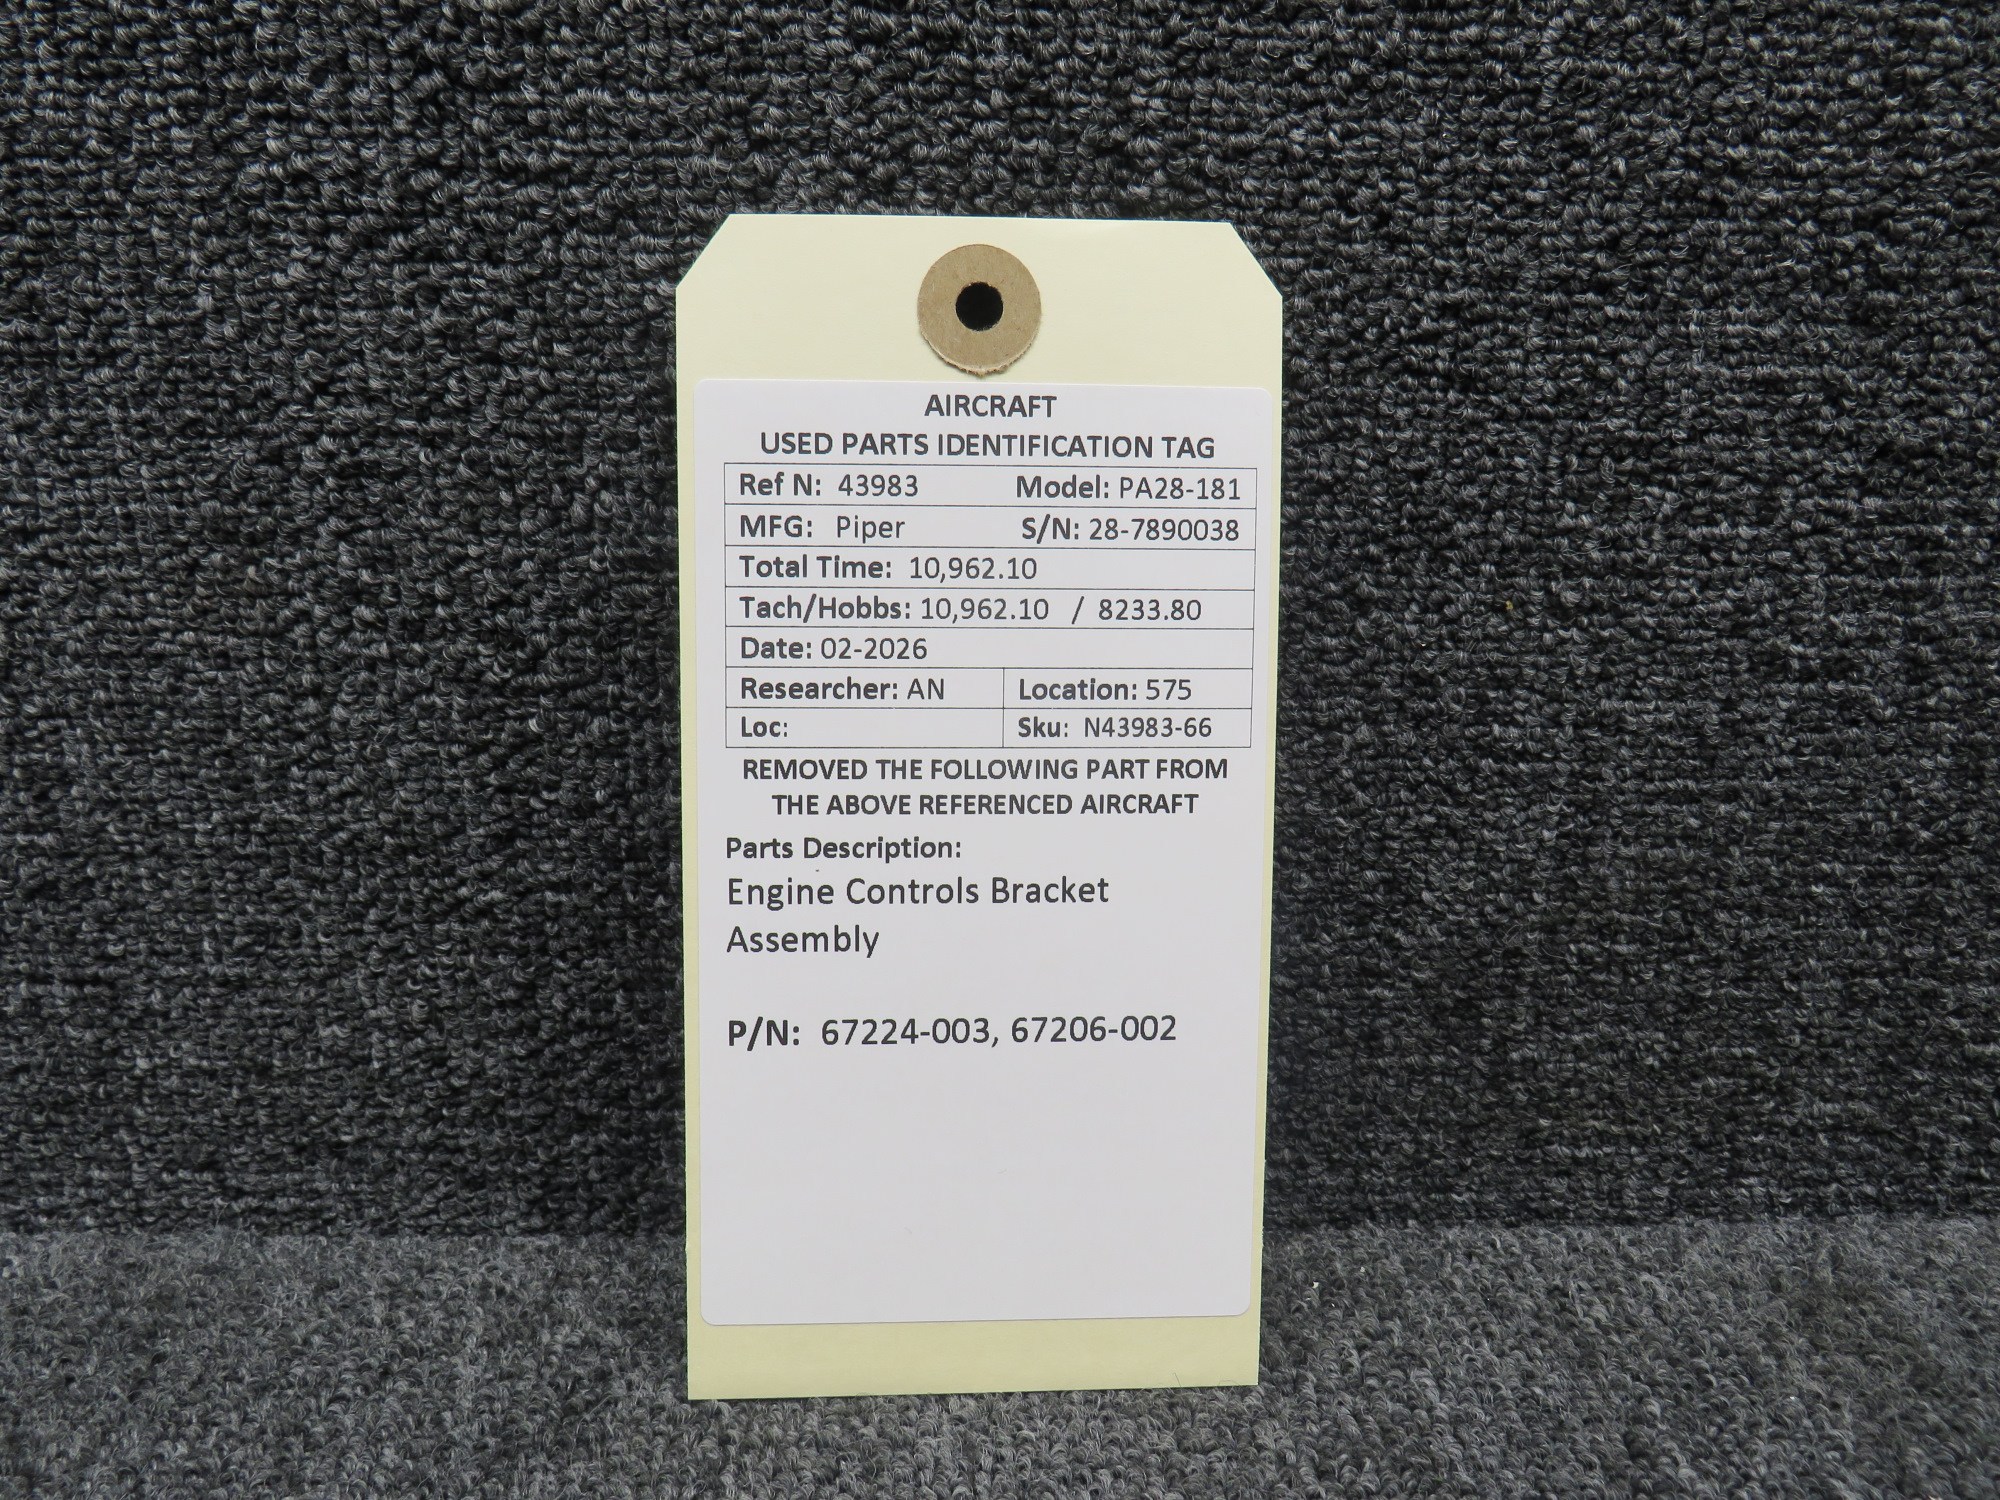 AIRCRAFT
USED PARTS IDENTIFICATION TAG
Ref N: 43983 Model: PA28-181
MFG: Piper S/N: 28-7890038
Total Time: 10,962.10
Tach/Hobbs: 10,962.10 / 8233.80
Date: 02-2026
Researcher: AN Location: 575
Loc: Sku: N43983-66
REMOVED THE FOLLOWING PART FROM
THE ABOVE REFERENCED AIRCRAFT
Parts Description:
Engine Controls Bracket
Assembly
P/N: 67224-003, 67206-002